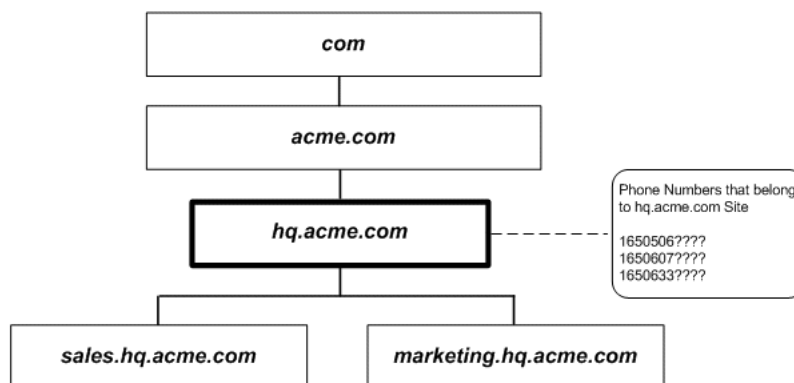 com
acme.com
hq.acme.com
Phone Numbers that belong
to hq.acme.com Site
1650506????
1650607????
1650633????
sales.hq.acme.com
marketing.hq.acme.com